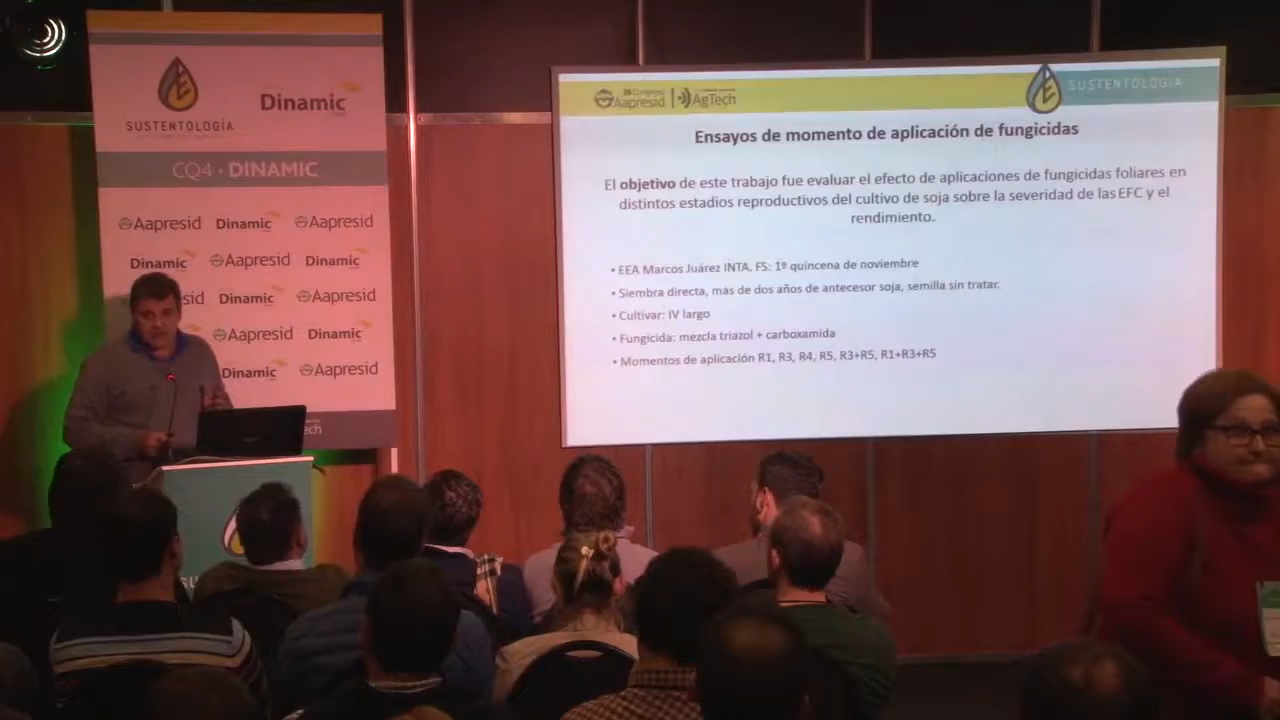 SUSTENTOLOGÍA
Dinamic
CQ4 • DINAMIC
Aapresid Dinamic Aapresid
Dinamic Aapresid Dinamic
sid Dinamic Aapresid
Aapresid Dinamic
Dinamic Aapresid
ech
Congreso
Aapresid AgTech
SUSTENTOLOGÍA
Ensayos de momento de aplicación de fungicidas
El objetivo de este trabajo fue evaluar el efecto de aplicaciones de fungicidas foliares en
distintos estadios reproductivos del cultivo de soja sobre la severidad de las EFC y el
rendimiento.
• EEA Marcos Juárez INTA. FS: 1º quincena de noviembre
• Siembra directa, más de dos años de antecesor soja, semilla sin tratar.
• Cultivar: IV largo
• Fungicida: mezcla triazol + carboxamida
• Momentos de aplicación R1, R3, R4, R5, R3+R5, R1+R3+R5